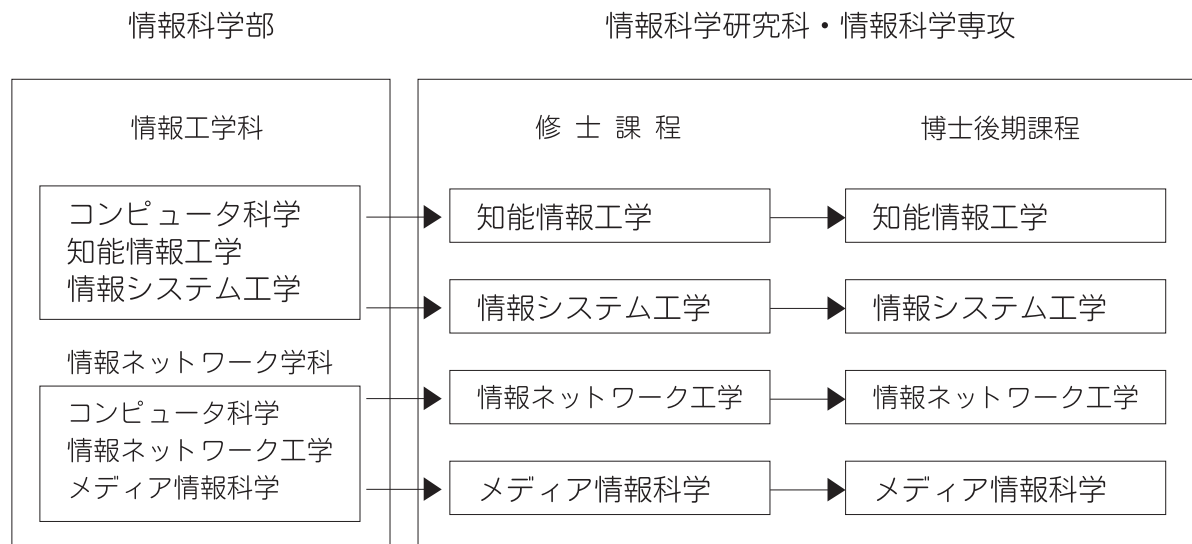 情報科学部
情報科学研究科・情報科学専攻
情報工学科
コンピュータ科学
知能情報工学
情報システム工学
情報ネットワーク学科
コンピュータ科学
情報ネットワーク工学
メディア情報科学
修士課程
博士後期課程
知能情報工学
知能情報工学
情報システム工学
情報システム工学
情報ネットワーク工学
情報ネットワーク工学
メディア情報科学
メディア情報科学